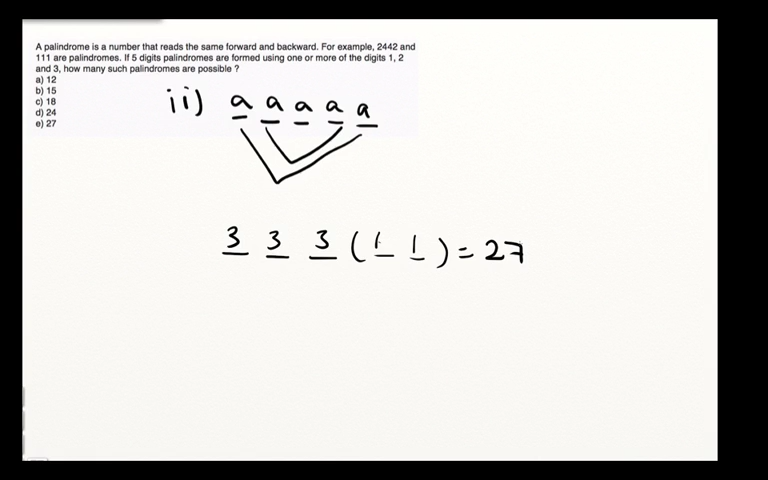 A palindrome is a number that reads the same forward and backward. For example, 2442 and
111 are palindromes. If 5 digits palindromes are formed using one or more of the digits 1, 2
and 3, how many such palindromes are possible ?
a) 12
b) 15
c) 18
d) 24
e) 27
ii) a a a a a
3 3 3 (1 1) = 27